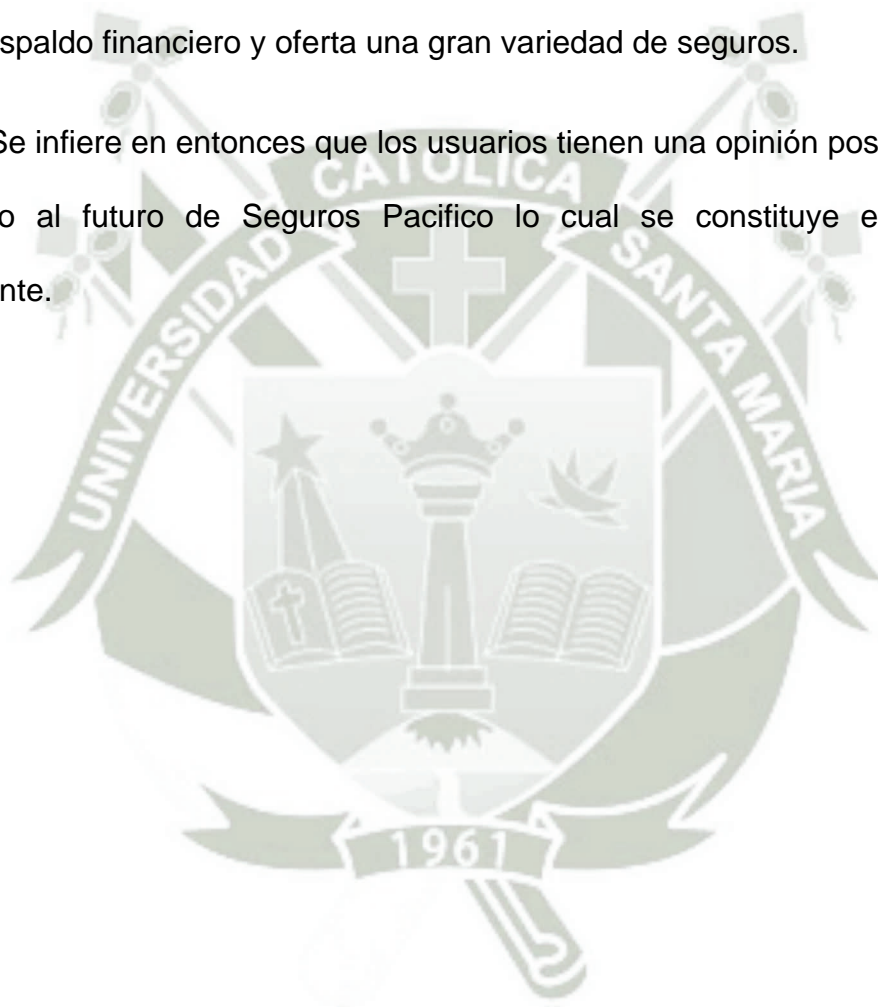 spaldo financiero y oferta una gran variedad de seguros.
Se infiere en entonces que los usuarios tienen una opinión pos
o al futuro de Seguros Pacifico lo cual se constituye e
nte.
CATOLICA
UNIVERSIDAD
SANTA MARIA
1961